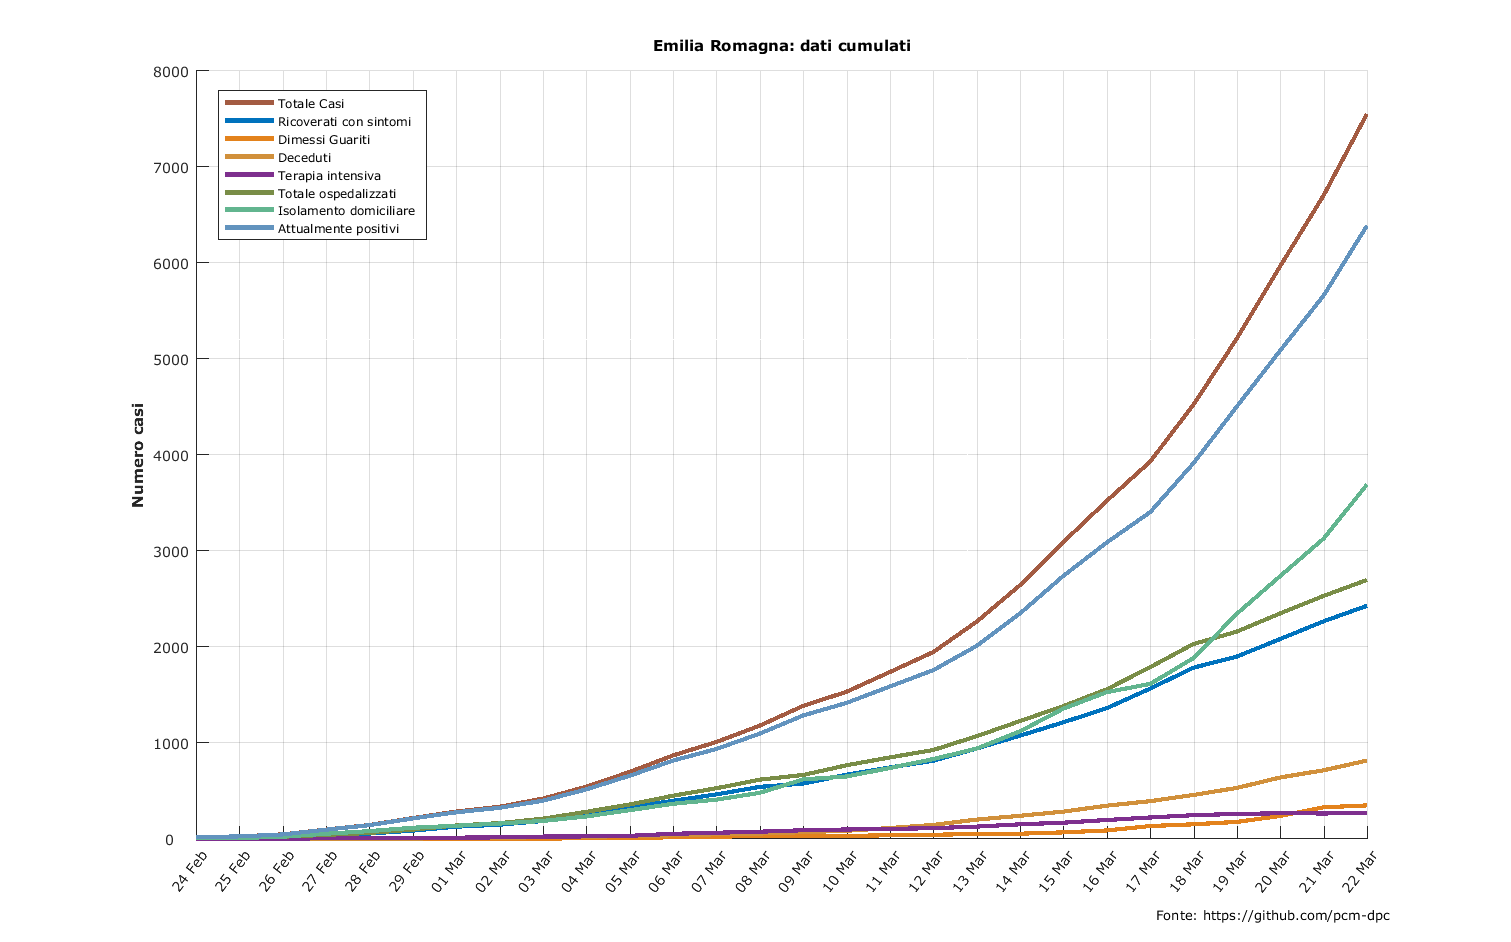 Emilia Romagna: dati cumulati
8000
7000
6000
5000
4000
3000
2000
1000
0
Numero casi
Totale Casi
Ricoverati con sintomi
Dimessi Guariti
Deceduti
Terapia intensiva
Totale ospedalizzati
Isolamento domiciliare
Attualmente positivi
24 Feb
25 Feb
26 Feb
27 Feb
28 Feb
29 Feb
01 Mar
02 Mar
03 Mar
04 Mar
05 Mar
06 Mar
07 Mar
08 Mar
09 Mar
10 Mar
11 Mar
12 Mar
13 Mar
14 Mar
15 Mar
16 Mar
17 Mar
18 Mar
19 Mar
20 Mar
21 Mar
22 Mar
Fonte: https://github.com/pcm-dpc